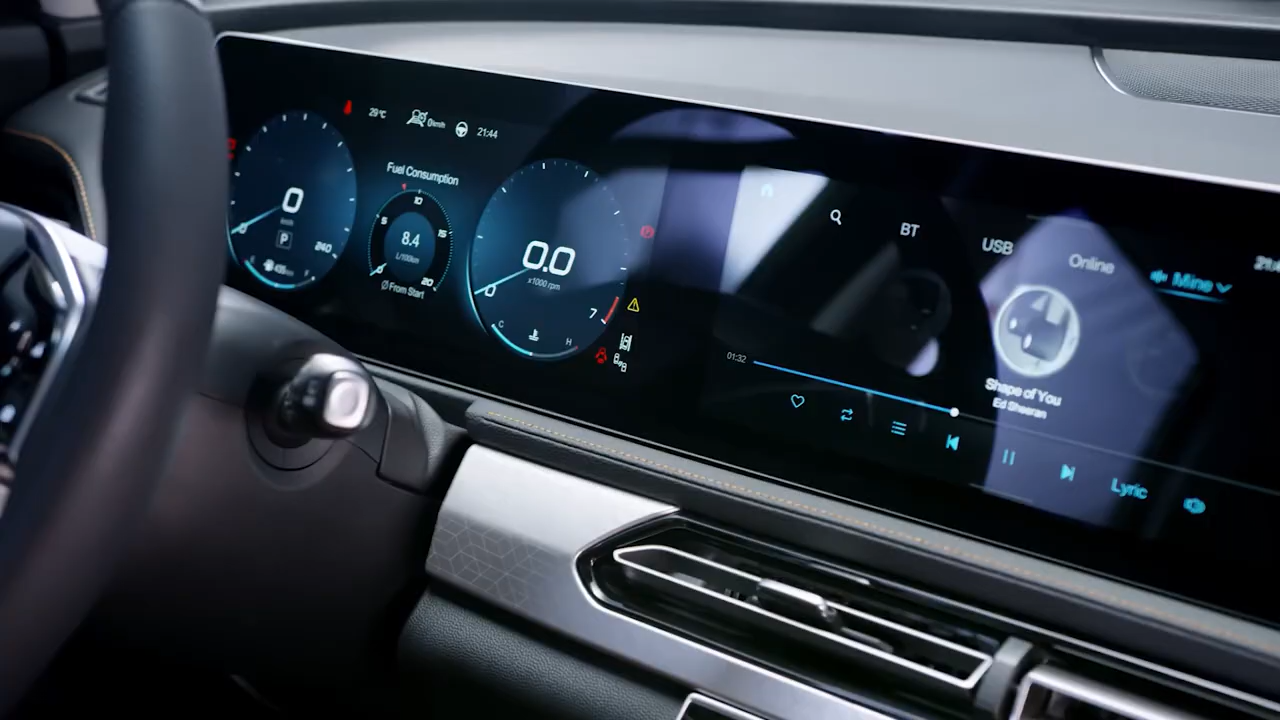 29℃
0km/h
21:44
Fuel Consumption
0
km/h
P
240
10
5
15
8.4
L/100km
20
Ø From Start
0.0
x1000 rpm
0
7
C
H
BT
USB
Online
Mine
01:32
Shape of You
Ed Sheeran
Lyric